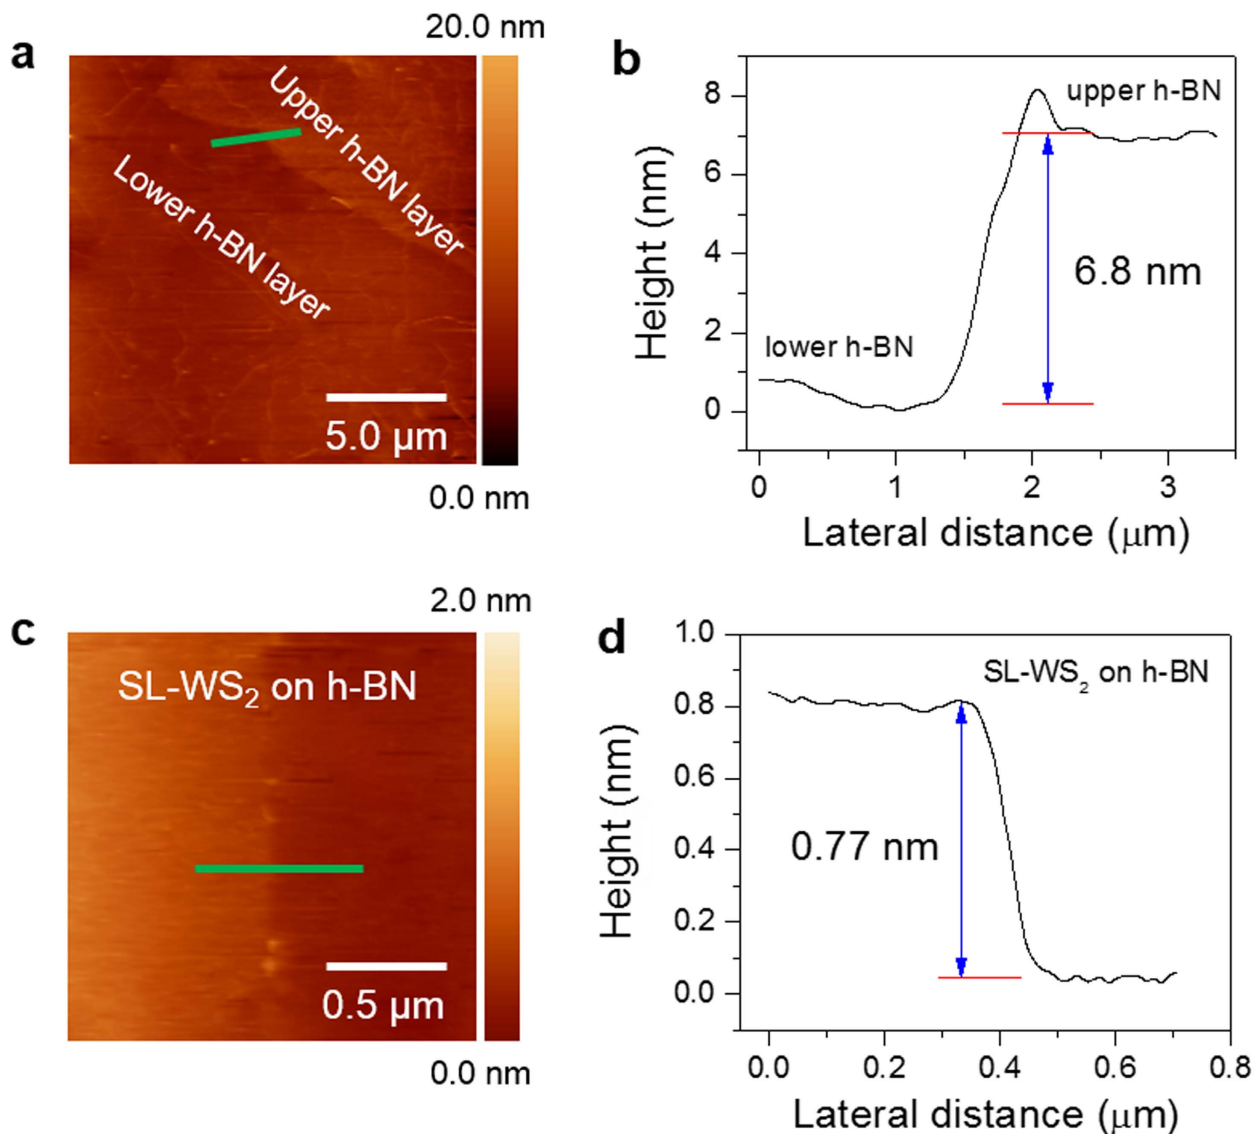 a
20.0 nm
Upper h-BN layer
Lower h-BN layer
5.0 μm
0.0 nm
b
Height (nm)
8
6
4
2
0
upper h-BN
6.8 nm
lower h-BN
0 1 2 3
Lateral distance (μm)
c
2.0 nm
SL-WS₂ on h-BN
0.5 μm
0.0 nm
d
Height (nm)
1.0
0.8
0.6
0.4
0.2
0.0
SL-WS₂ on h-BN
0.77 nm
0.0 0.2 0.4 0.6 0.8
Lateral distance (μm)